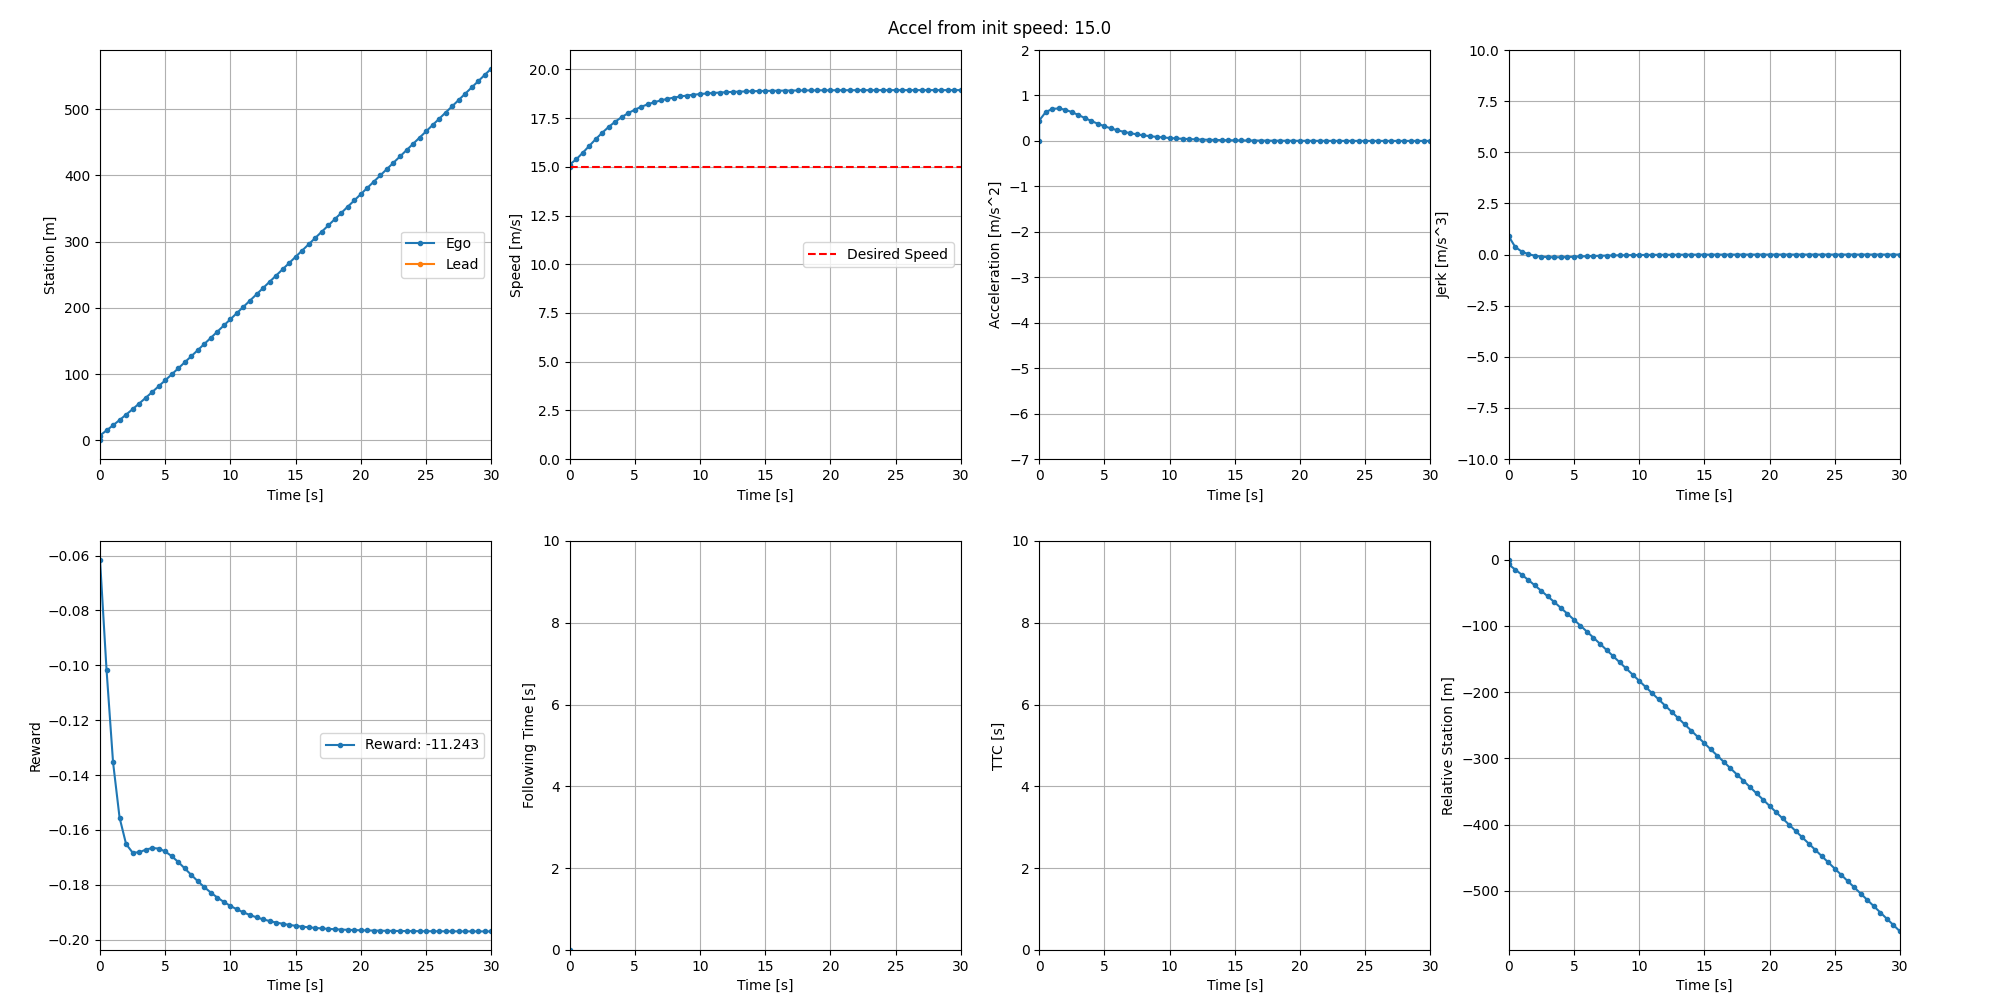 Accel from init speed: 15.0
Station [m]
500
400
300
200
100
0
0 5 10 15 20 25 30
Time [s]
Ego
Lead
Speed [m/s]
20.0
17.5
15.0
12.5
10.0
7.5
5.0
2.5
0.0
0 5 10 15 20 25 30
Time [s]
Desired Speed
Acceleration [m/s^2]
2
1
0
−1
−2
−3
−4
−5
−6
−7
0 5 10 15 20 25 30
Time [s]
Jerk [m/s^3]
10.0
7.5
5.0
2.5
0.0
−2.5
−5.0
−7.5
−10.0
0 5 10 15 20 25 30
Time [s]
Reward
−0.06
−0.08
−0.10
−0.12
−0.14
−0.16
−0.18
−0.20
0 5 10 15 20 25 30
Time [s]
Reward: -11.243
Following Time [s]
10
8
6
4
2
0
0 5 10 15 20 25 30
Time [s]
TTC [s]
10
8
6
4
2
0
0 5 10 15 20 25 30
Time [s]
Relative Station [m]
0
−100
−200
−300
−400
−500
0 5 10 15 20 25 30
Time [s]